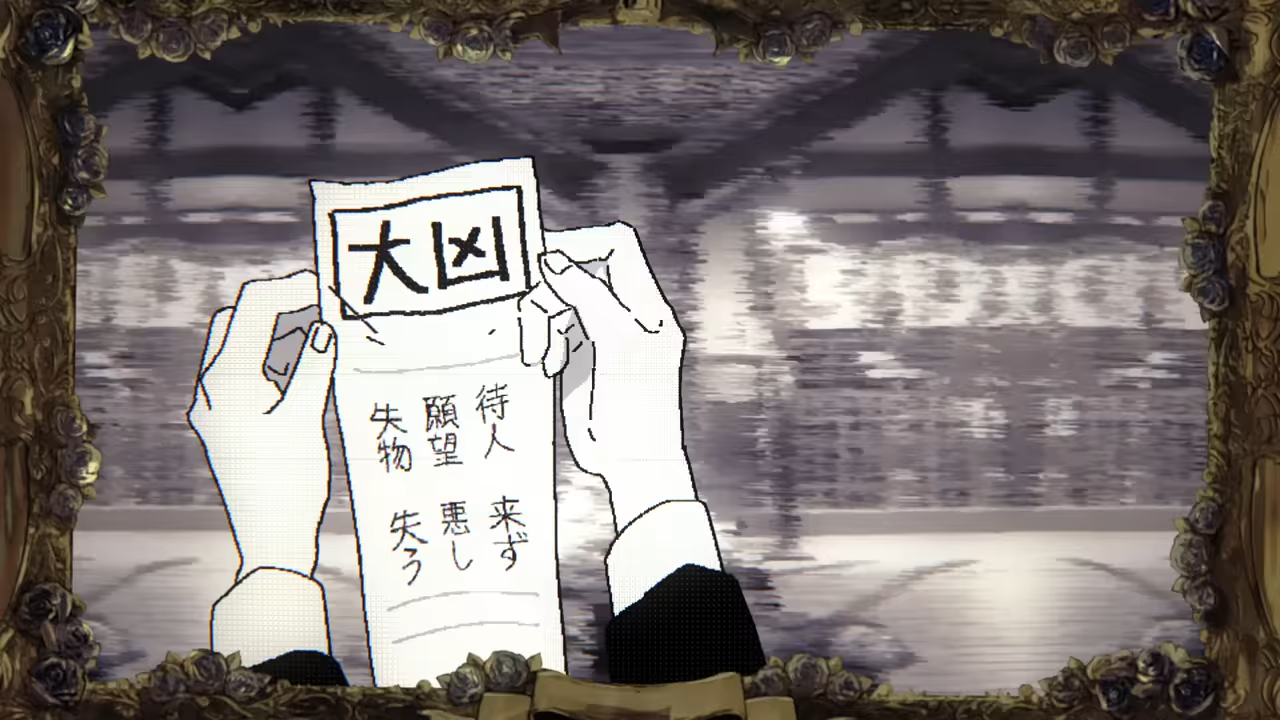 大凶
待人 来ず
願望 悪し
失物 失う